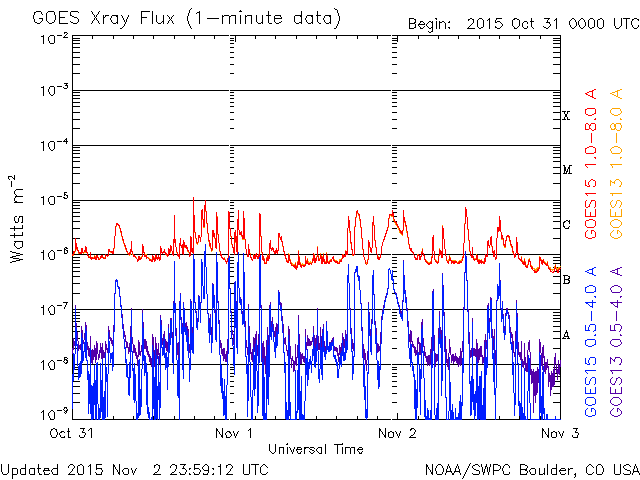 GOES Xray Flux (1-minute data)
Begin: 2015 Oct 31 0000 UTC
10-2
10-3
10-4
10-5
10-6
10-7
10-8
10-9
Watts m-2
X
M
C
B
A
GOES15 1.0-8.0 A
GOES13 1.0-8.0 A
GOES15 0.5-4.0 A
GOES13 0.5-4.0 A
Oct 31
Nov 1
Nov 2
Nov 3
Universal Time
Updated 2015 Nov 2 23:59:12 UTC
NOAA/SWPC Boulder, CO USA